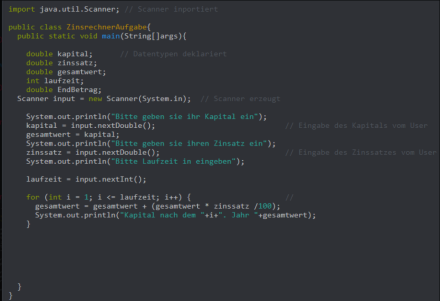 import java.util.Scanner; // Scanner inportiert
public class ZinsrechnerAufgabe{
public static void main(String[]args){
double kapital; // Datentypen deklariert
double zinssatz;
double gesamtwert;
int laufzeit;
double EndBetrag;
Scanner input = new Scanner(System.in); // Scanner erzeugt
System.out.println("Bitte geben sie ihr Kapital ein");
kapital = input.nextDouble(); // Eingabe des Kapitals vom User
gesamtwert = kapital;
System.out.println("Bitte geben sie ihren Zinsatz ein");
zinssatz = input.nextDouble(); // Eingabe des Zinssatzes vom User
System.out.println("Bitte Laufzeit in eingeben");
laufzeit = input.nextInt();
for (int i = 1; i <= laufzeit; i++) { //
gesamtwert = gesamtwert + (gesamtwert * zinssatz /100);
System.out.println("Kapital nach dem "+i+". Jahr "+gesamtwert);
}
}
}